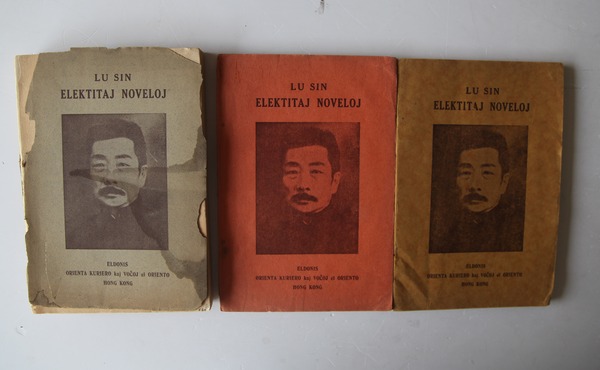 LU SIN
ELEKTITAJ NOVELOJ
ELDONIS
ORIENTA KURIERO kaj VOĈOJ el ORIENTO
HONG KONG
LU SIN
ELEKTITAJ NOVELOJ
ELDONIS
ORIENTA KURIERO kaj VOĈOJ el ORIENTO
HONG KONG
LU SIN
ELEKTITAJ NOVELOJ
ELDONIS
ORIENTA KURIERO kaj VOĈOJ el ORIENTO
HONG KONG